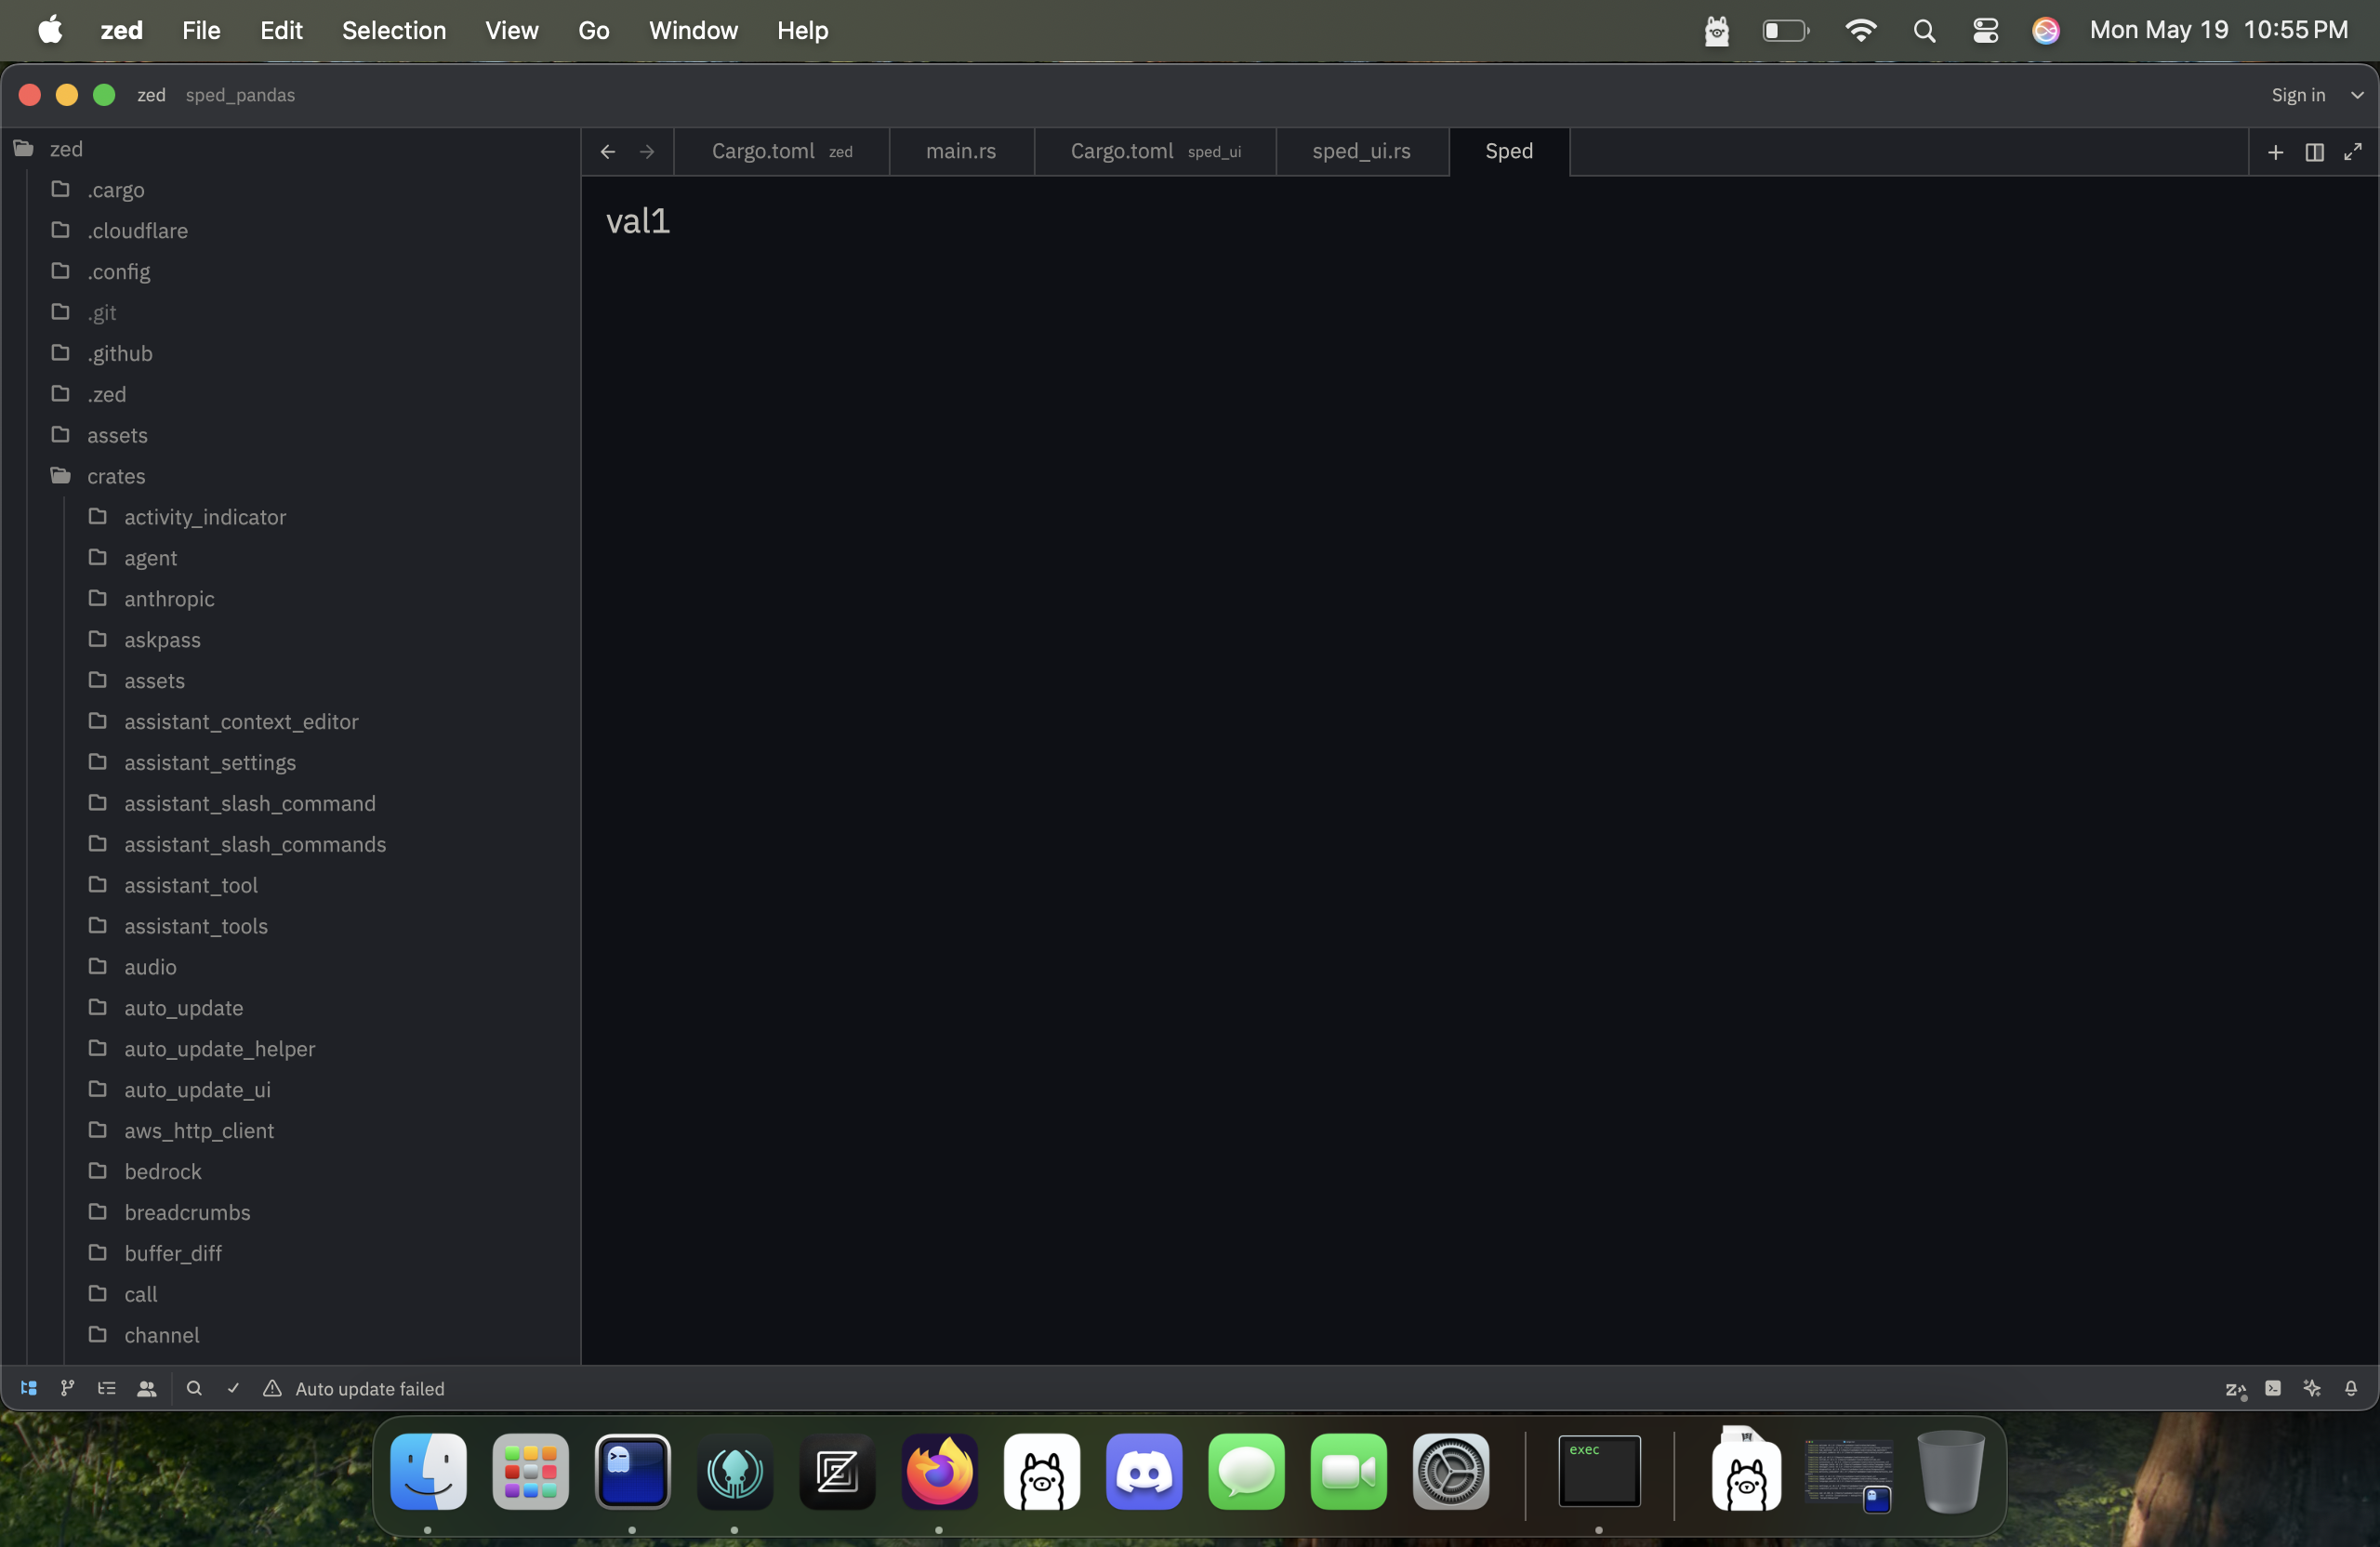 zed File Edit Selection View Go Window Help Mon May 19 10:55 PM
zed sped_pandas Sign in
Cargo.toml zed main.rs Cargo.toml sped_ui sped_ui.rs Sped
val1
zed
.cargo
.cloudflare
.config
.git
.github
.zed
assets
crates
activity_indicator
agent
anthropic
askpass
assets
assistant_context_editor
assistant_settings
assistant_slash_command
assistant_slash_commands
assistant_tool
assistant_tools
audio
auto_update
auto_update_helper
auto_update_ui
aws_http_client
bedrock
breadcrumbs
buffer_diff
call
channel
Auto update failed
exec